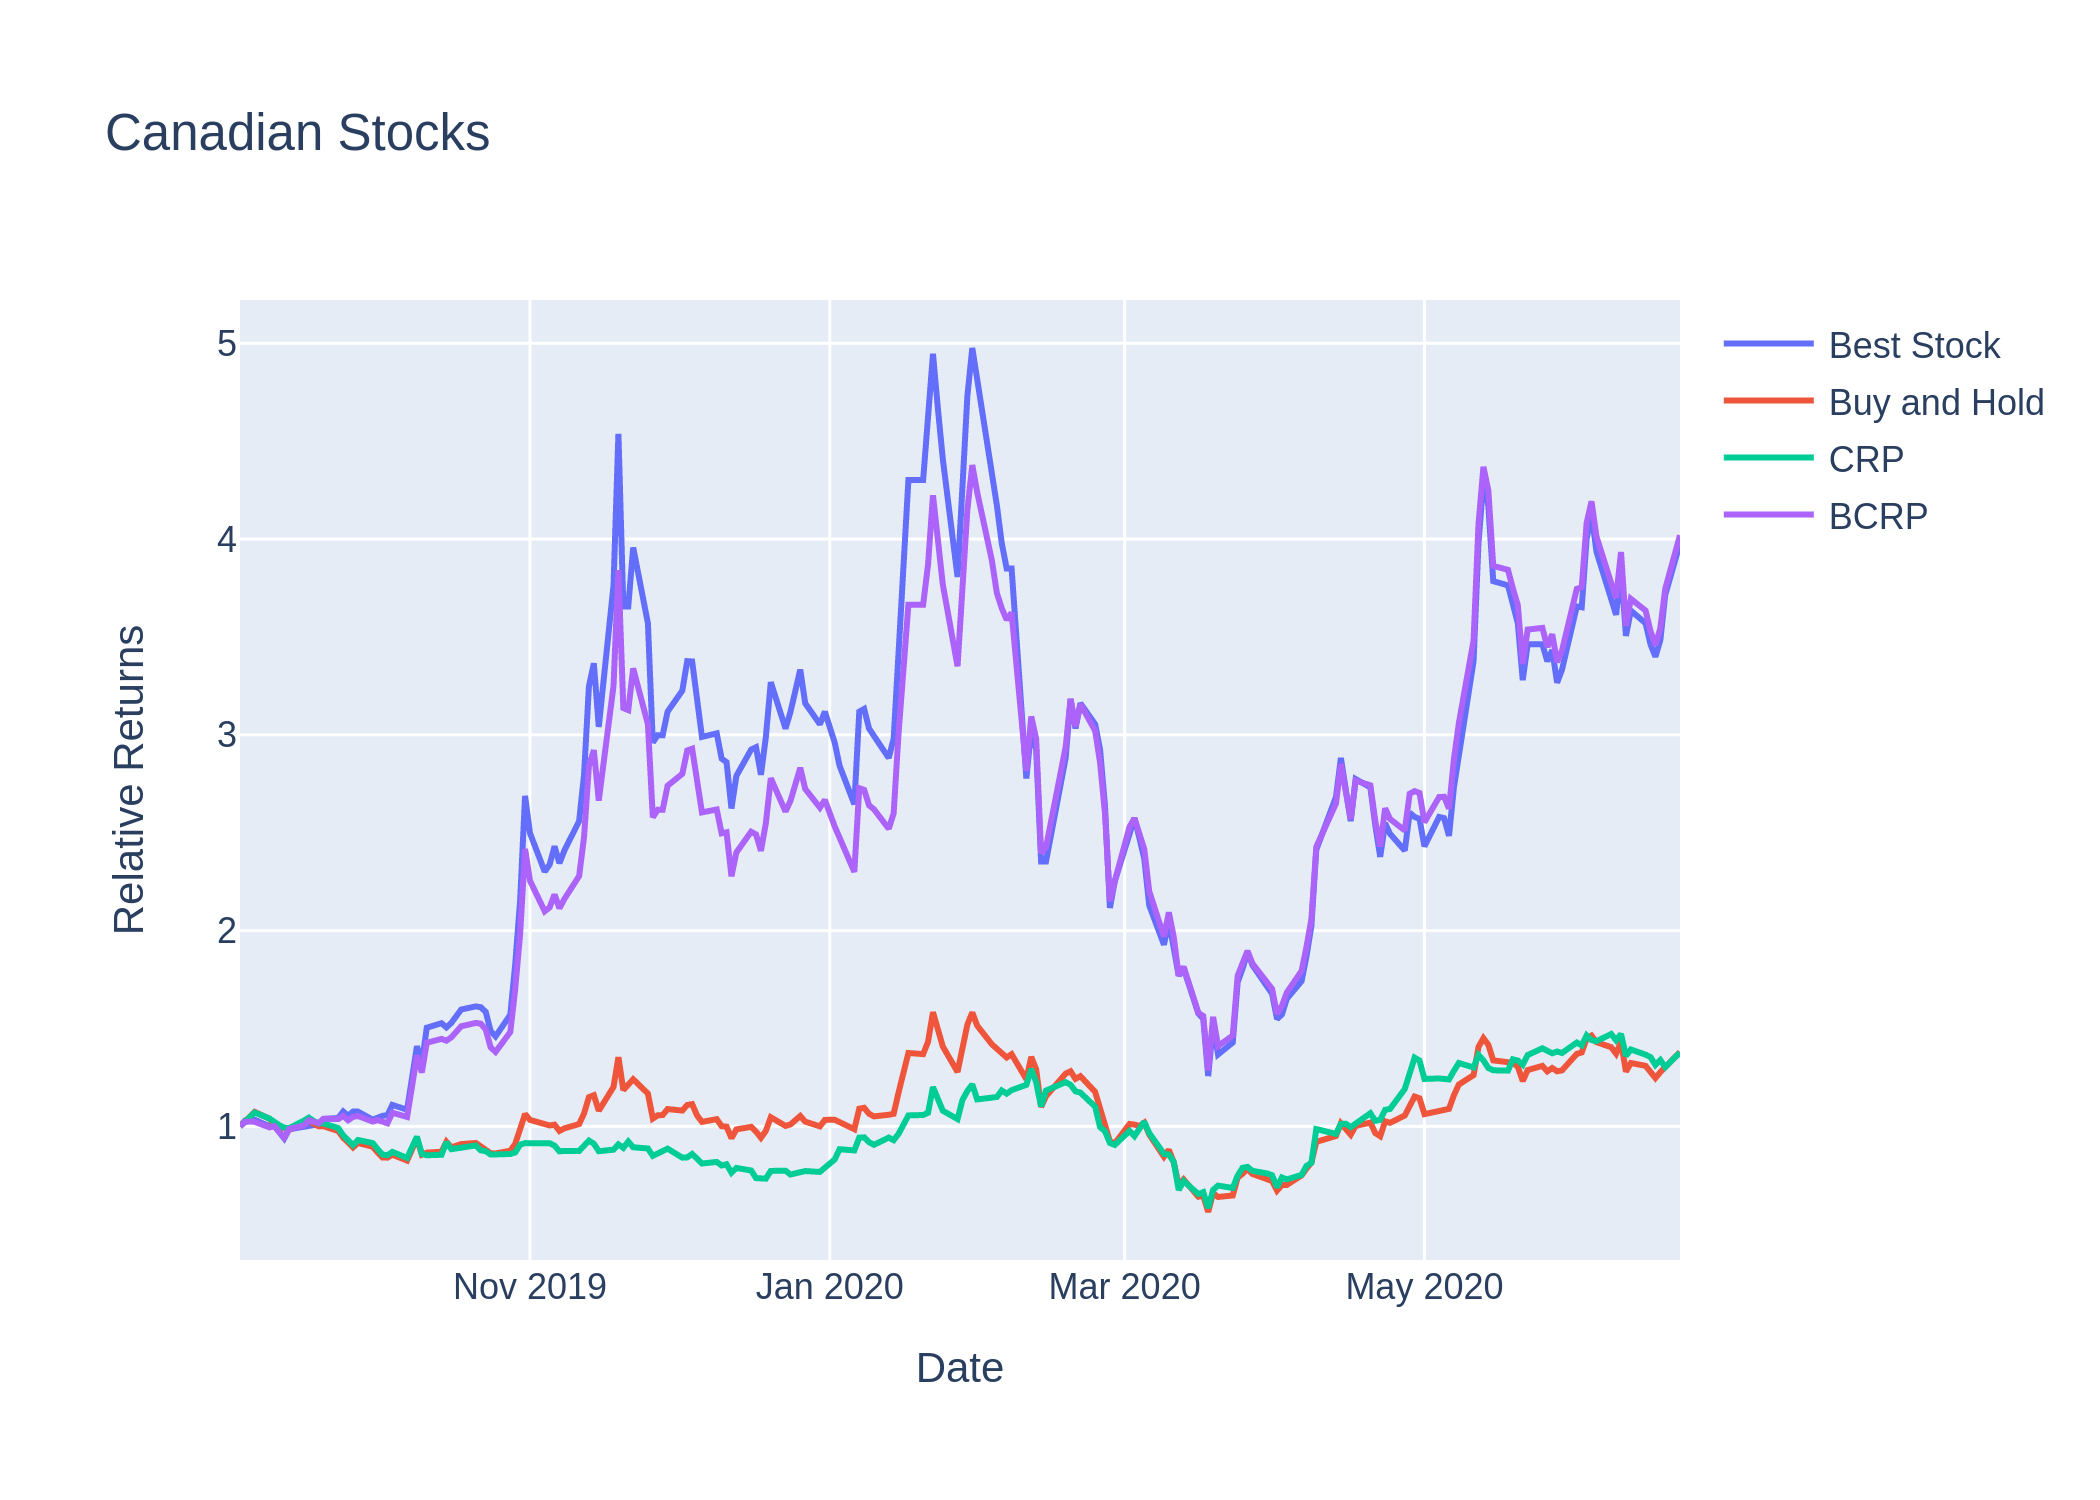 Canadian Stocks
5
4
3
2
1
Relative Returns
Nov 2019
Jan 2020
Mar 2020
May 2020
Date
Best Stock
Buy and Hold
CRP
BCRP